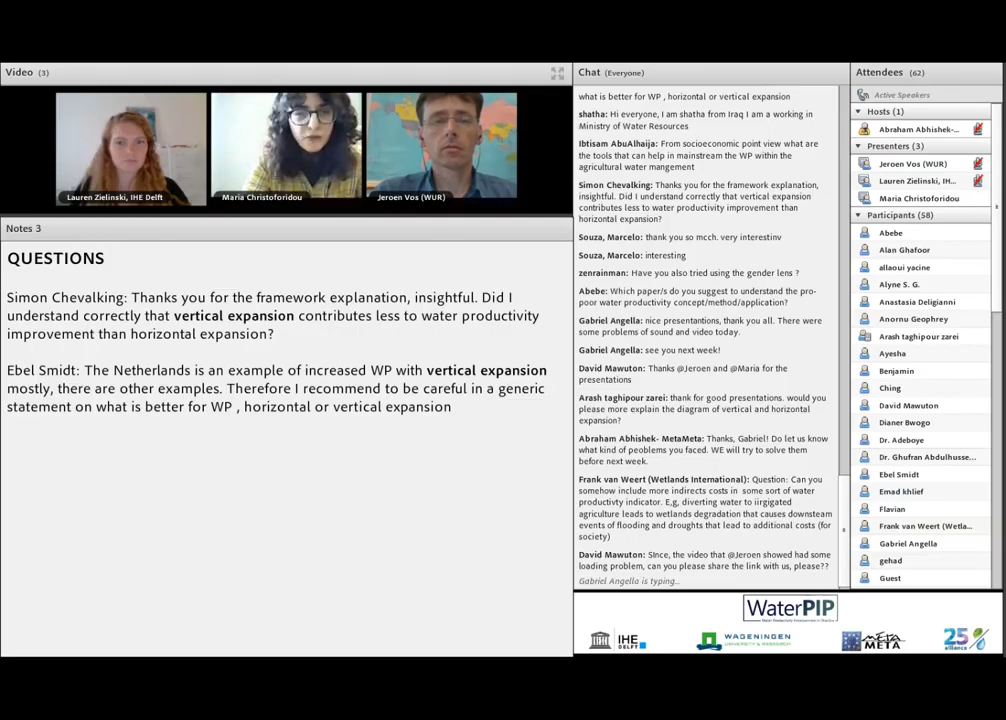 Video (3)
Lauren Zielinski, IHE Delft
Maria Christoforidou
Jeroen Vos (WUR)
Notes 3
QUESTIONS
Simon Chevalking: Thanks you for the framework explanation, insightful. Did I
understand correctly that vertical expansion contributes less to water productivity
improvement than horizontal expansion?
Ebel Smidt: The Netherlands is an example of increased WP with vertical expansion
mostly, there are other examples. Therefore I recommend to be careful in a generic
statement on what is better for WP , horizontal or vertical expansion
Chat (Everyone)
what is better for WP , horizontal or vertical expansion
shatha: Hi everyone, I am shatha from Iraq I am a working in
Ministry of Water Resources
Ibtisam AbuAlhaija: From socioeconomic point view what are
the tools that can help in mainstream the WP within the
agricultural water mangement
Simon Chevalking: Thanks you for the framework explanation,
insightful. Did I understand correctly that vertical expansion
contributes less to water productivity improvement than
horizontal expansion?
Souza, Marcelo: thank you so mcch. very interestinv
Souza, Marcelo: interesting
zenrainman: Have you also tried using the gender lens ?
Abebe: Which paper/s do you suggest to understand the pro-
poor water productivity concept/method/application?
Gabriel Angella: nice presentantions, thank you all. There were
some problems of sound and video today.
Gabriel Angella: see you next week!
David Mawuton: Thanks @Jeroen and @Maria for the
presentations
Arash taghipour zarei: thank for good presentations. would you
please more explain the diagram of vertical and horizontal
expansion?
Abraham Abhishek- MetaMeta: Thanks, Gabriel! Do let us know
what kind of peoblems you faced. WE will try to solve them
before next week.
Frank van Weert (Wetlands International): Question: Can you
somehow include more indirects costs in some sort of water
productivty indicator. E,g, diverting water to iirgigated
agriculture leads to wetlands degradation that causes downsteam
events of flooding and droughts that lead to additional costs (for
society)
David Mawuton: SInce, the video that @Jeroen showed had some
loading problem, can you please share the link with us, please??
Gabriel Angella is typing...
Attendees (62)
Active Speakers
Hosts (1)
Abraham Abhishek-...
Presenters (3)
Jeroen Vos (WUR)
Lauren Zielinski, IH...
Maria Christoforidou
Participants (58)
Abebe
Alan Ghafoor
allaoui yacine
Alyne S. G.
Anastasia Deligianni
Anornu Geophrey
Arash taghipour zarei
Ayesha
Benjamin
Ching
David Mawuton
Dianer Bwogo
Dr. Adeboye
Dr. Ghufran Abdulhusse...
Ebel Smidt
Emad khlief
Flavian
Frank van Weert (Wetla...
Gabriel Angella
gehad
Guest
WaterPIP
IHE
DELFT
WAGENINGEN
UNIVERSITY & RESEARCH
META
META
25
alliance